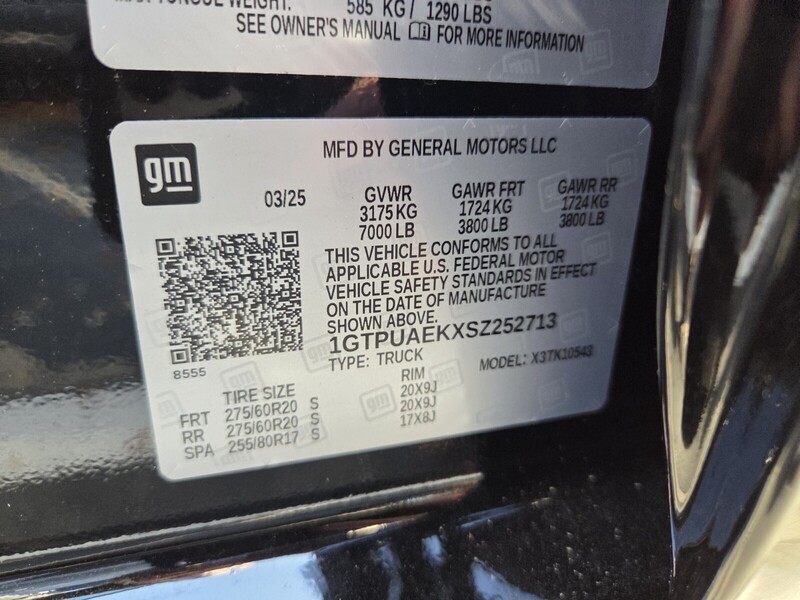 585 KG / 1290 LBS
SEE OWNER'S MANUAL FOR MORE INFORMATION
gm
MFD BY GENERAL MOTORS LLC
03/25
GVWR GAWR FRT GAWR RR
3175 KG 1724 KG 1724 KG
7000 LB 3800 LB 3800 LB
THIS VEHICLE CONFORMS TO ALL
APPLICABLE U.S. FEDERAL MOTOR
VEHICLE SAFETY STANDARDS IN EFFECT
ON THE DATE OF MANUFACTURE
SHOWN ABOVE.
1GTPUAEKXSZ252713
8555
TYPE: TRUCK MODEL: X3TK10543
TIRE SIZE RIM
FRT 275/60R20 S 20X9J
RR 275/60R20 S 20X9J
SPA 255/80R17 S 17X8J